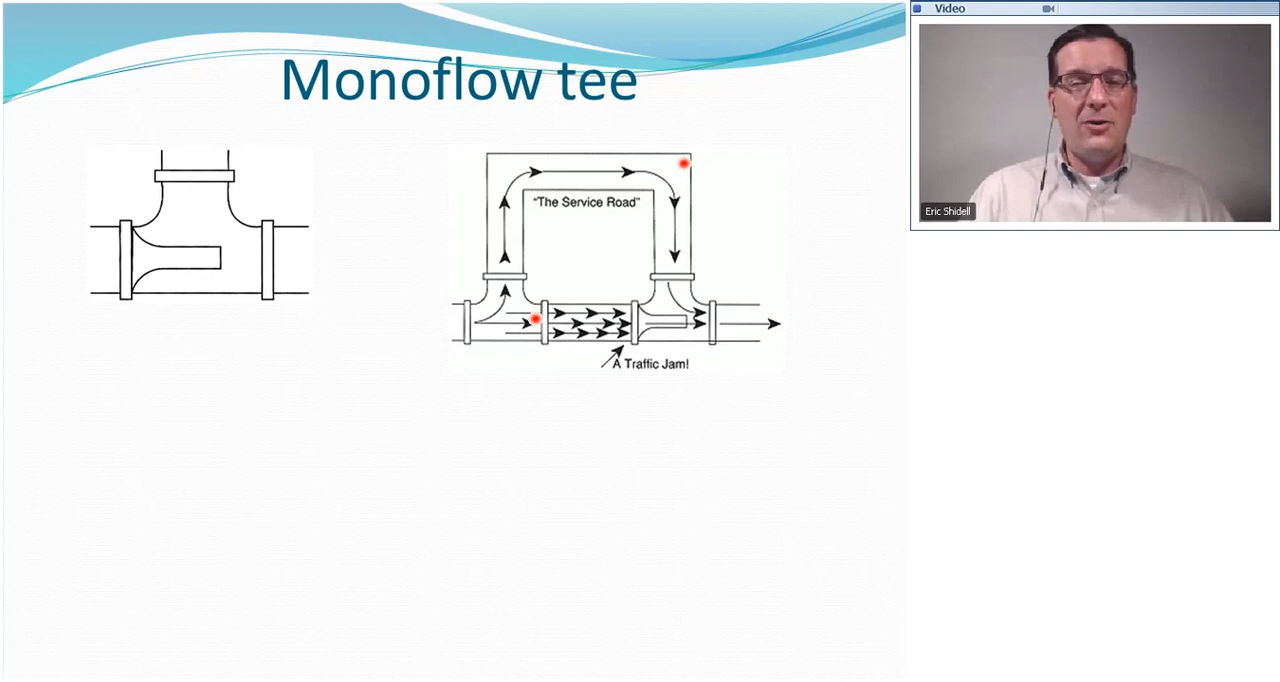 Monoflow tee
"The Service Road"
A Traffic Jam!
Video
Eric Shidell